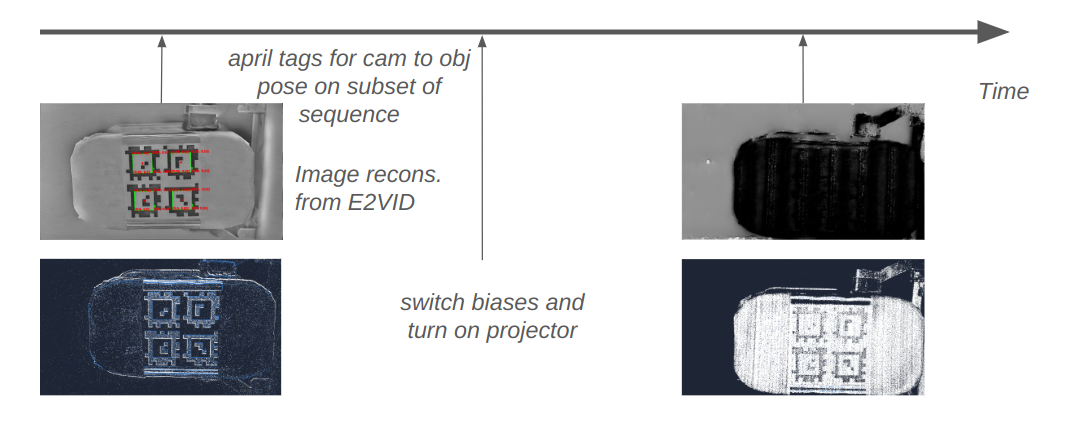 april tags for cam to obj
pose on subset of
sequence
Time
Image recons.
from E2VID
switch biases and
turn on projector